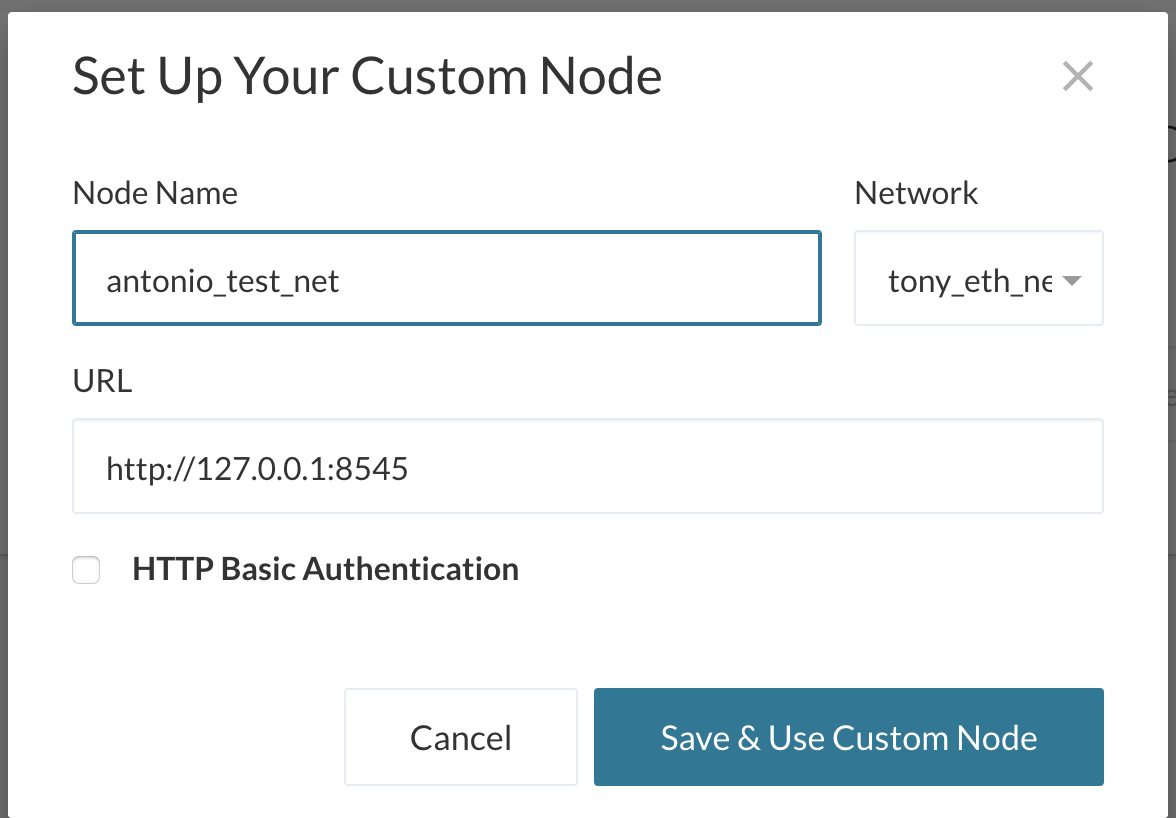 Set Up Your Custom Node
Node Name
Network
antonio_test_net
tony_eth_ne
URL
http://127.0.0.1:8545
HTTP Basic Authentication
Cancel
Save & Use Custom Node